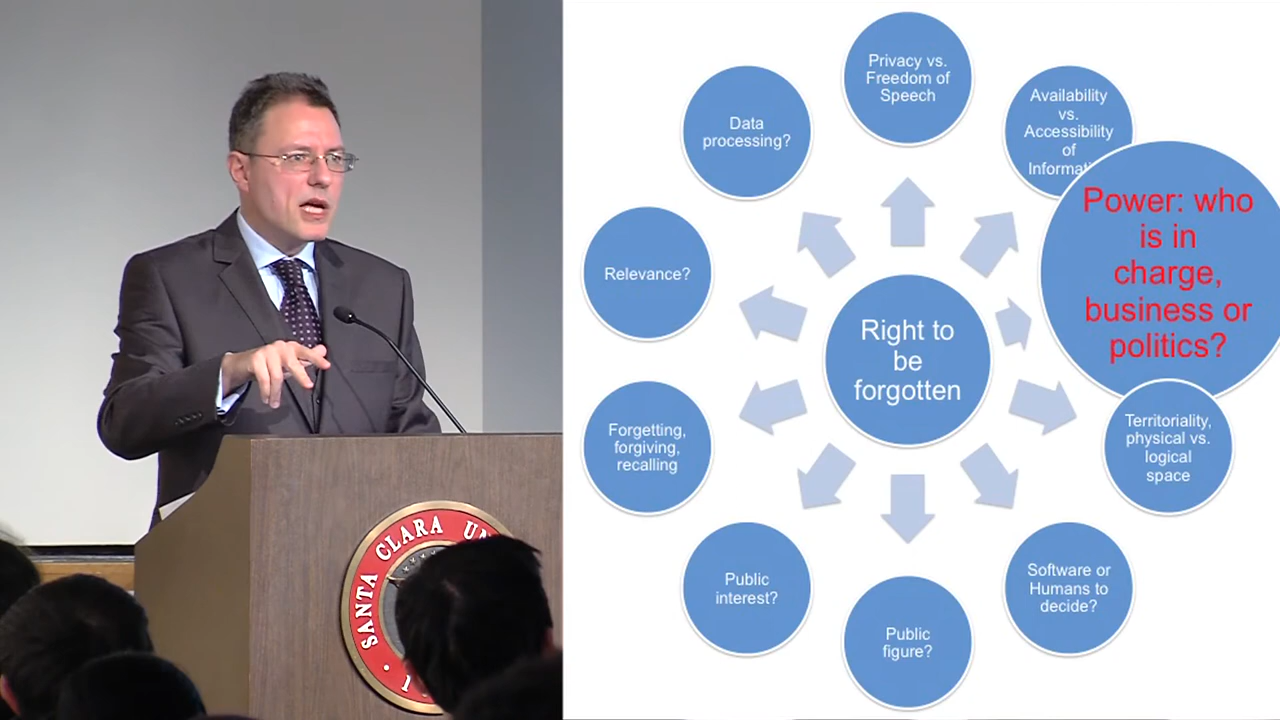 Privacy vs.
Freedom of
Speech
Availability
vs.
Accessibility
of
Power: who
is in
charge,
business or
politics?
Territoriality,
physical vs.
logical
space
Software or
Humans to
decide?
Public
figure?
Public
interest?
Forgetting,
forgiving,
recalling
Relevance?
Data
processing?
Right to
be
forgotten
SANTA CLARA